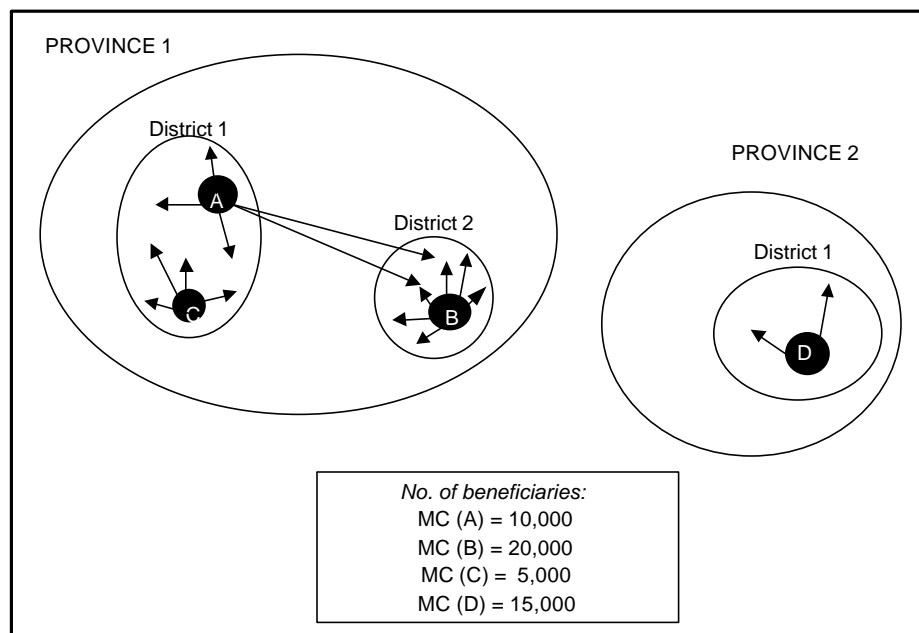 PROVINCE 1
District 1
A
C
District 2
B
PROVINCE 2
District 1
D
No. of beneficiaries:
MC (A) = 10,000
MC (B) = 20,000
MC (C) = 5,000
MC (D) = 15,000